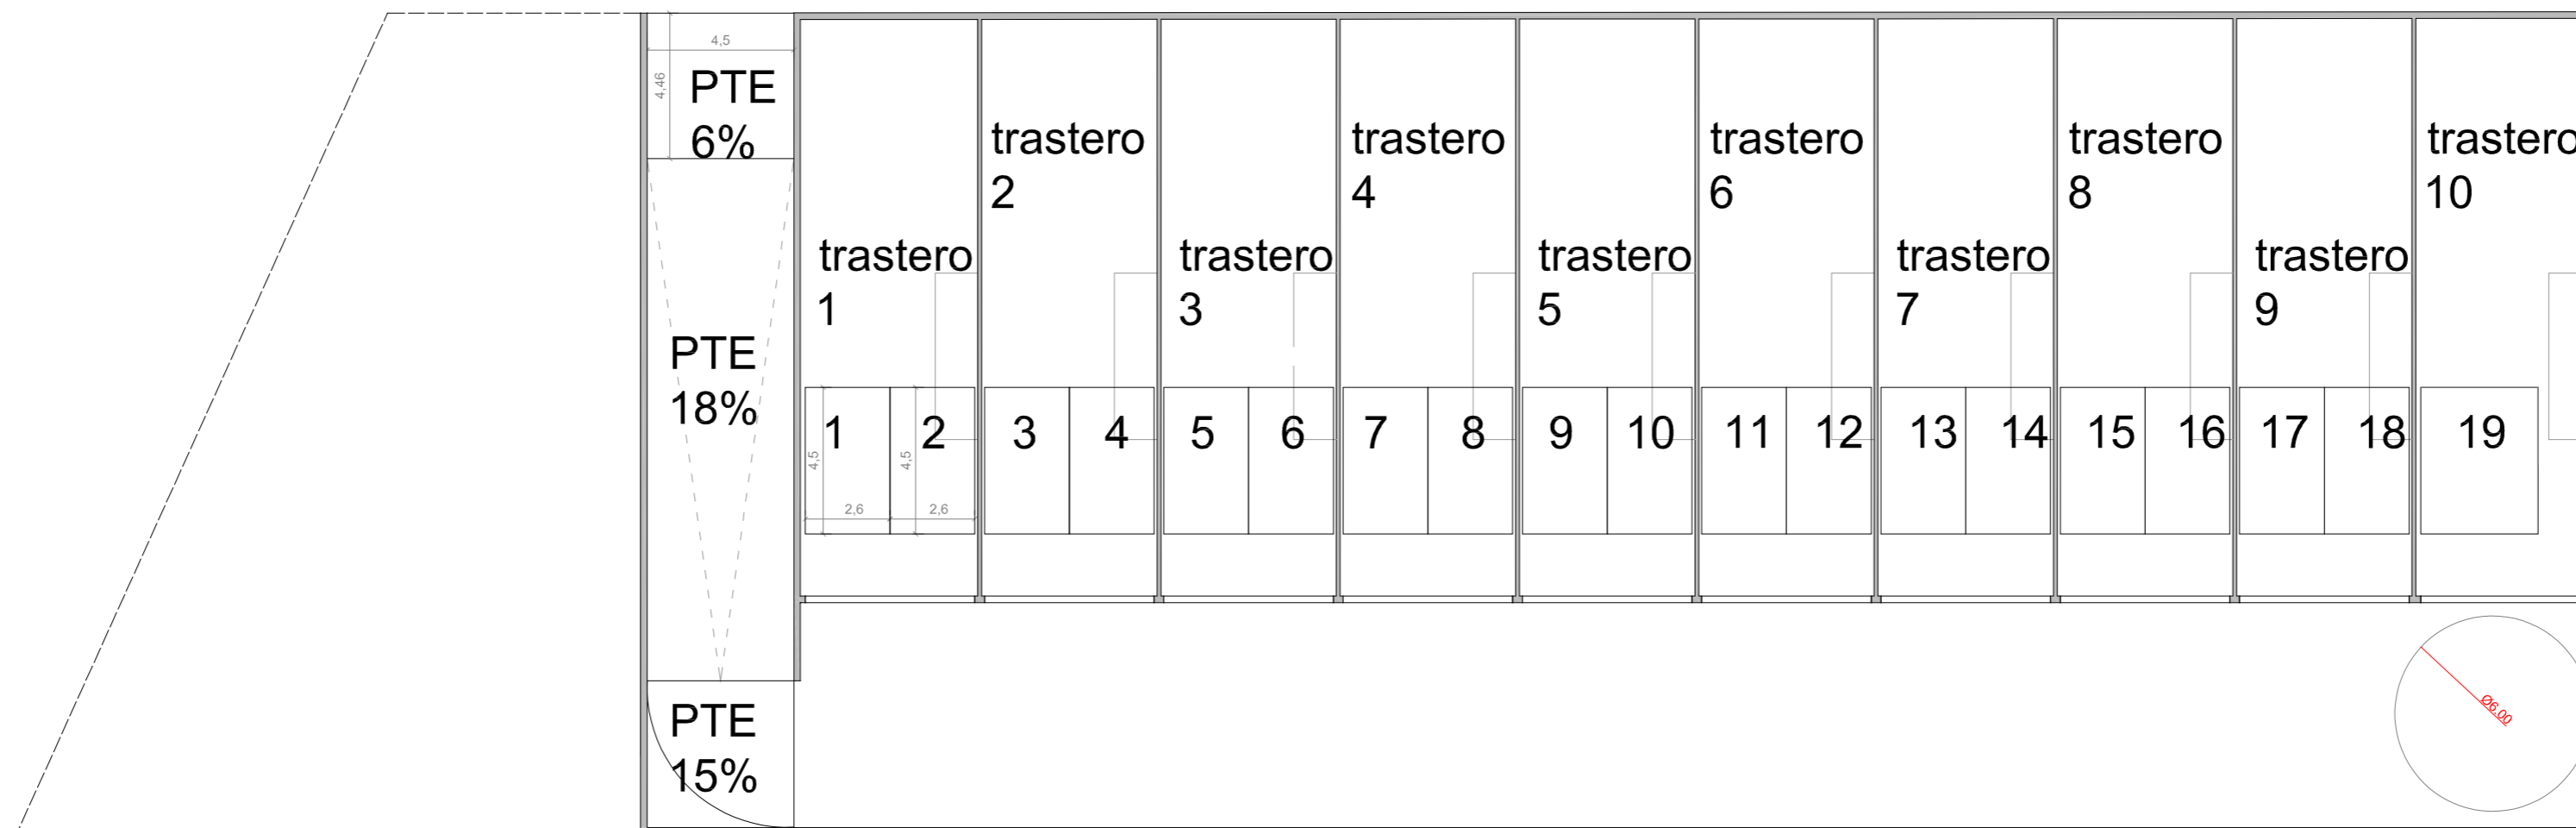 4,5
4,46
PTE
6%
trastero
2
trastero
4
trastero
6
trastero
8
trastero
10
trastero
1
trastero
3
trastero
5
trastero
7
trastero
9
PTE
18%
1 2 3 4 5 6 7 8 9 10 11 12 13 14 15 16 17 18 19
4,5 4,5
2,6 2,6
PTE
15%
Ø6.00